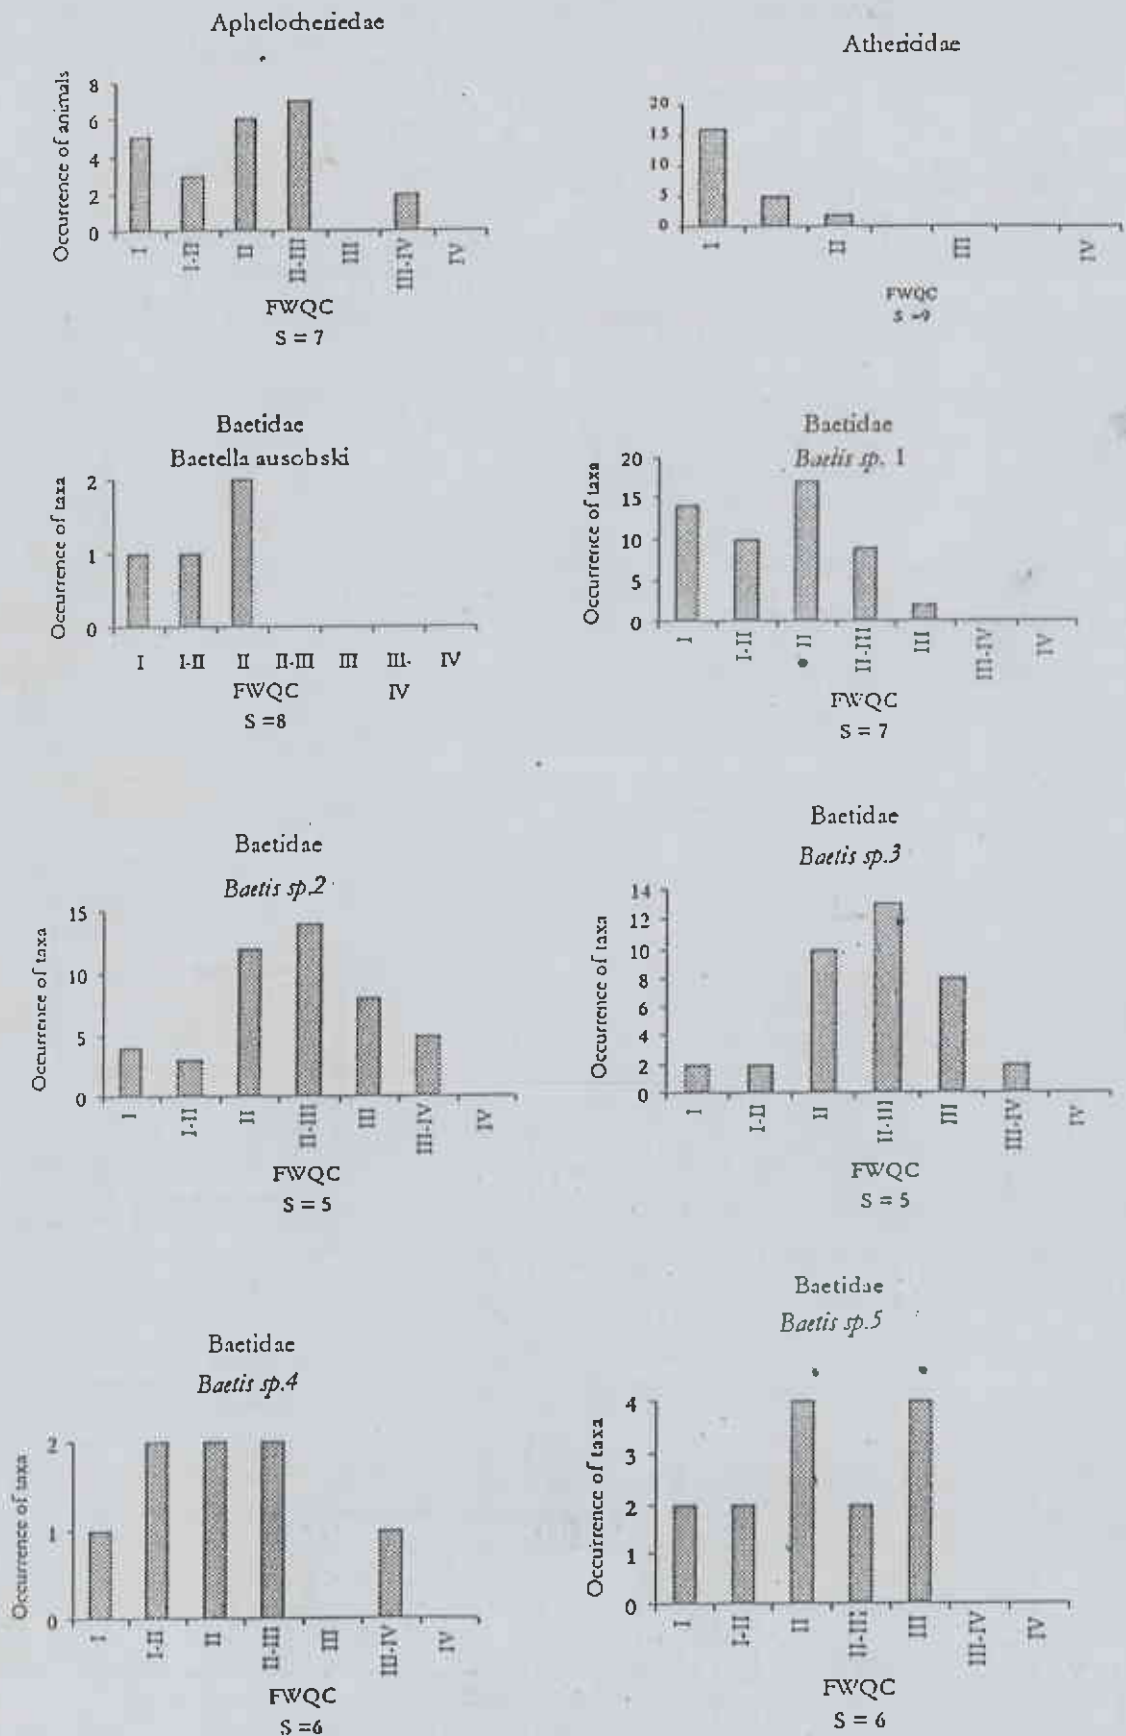 Aphelocheriedae
Occurrence of animals
8
6
4
2
0
I
I-II
II
II-III
III
III-IV
IV
FWQC
S = 7
Athericidae
20
15
10
5
0
I
II
III
IV
FWQC
S =9
Baetidae
Baetella ausobski
Occurrence of taxa
2
1
0
I
I-II
II
II-III
III
III-
IV
IV
FWQC
S =8
Baetidae
Baetis sp. 1
Occurrence of taxa
20
15
10
5
0
I
I-II
II
II-III
III
III-IV
IV
FWQC
S = 7
Baetidae
Baetis sp.2
Occurrence of taxa
15
10
5
0
I
I-II
II
II-III
III
III-IV
IV
FWQC
S = 5
Baetidae
Baetis sp.3
Occurrence of taxa
14
12
10
8
6
4
2
0
I
I-II
II
II-III
III
III-IV
IV
FWQC
S = 5
Baetidae
Baetis sp.4
Occurrence of taxa
2
1
0
I
I-II
II
II-III
III
III-IV
IV
FWQC
S =6
Baetidae
Baetis sp.5
Occurrence of taxa
4
3
2
1
0
I
I-II
II
II-III
III
III-IV
IV
FWQC
S = 6